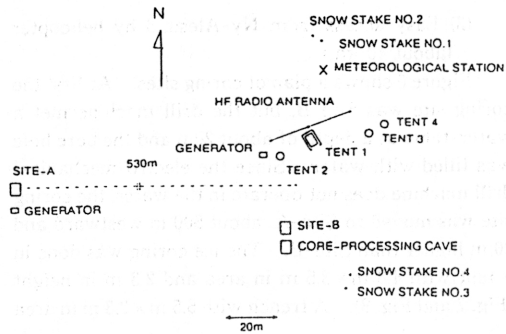 N
SNOW STAKE NO.2
SNOW STAKE NO.1
METEOROLOGICAL STATION
HF RADIO ANTENNA
TENT 4
TENT 3
GENERATOR
TENT 1
TENT 2
SITE-A
530m
GENERATOR
SITE-B
CORE-PROCESSING CAVE
SNOW STAKE NO.4
SNOW STAKE NO.3
20m